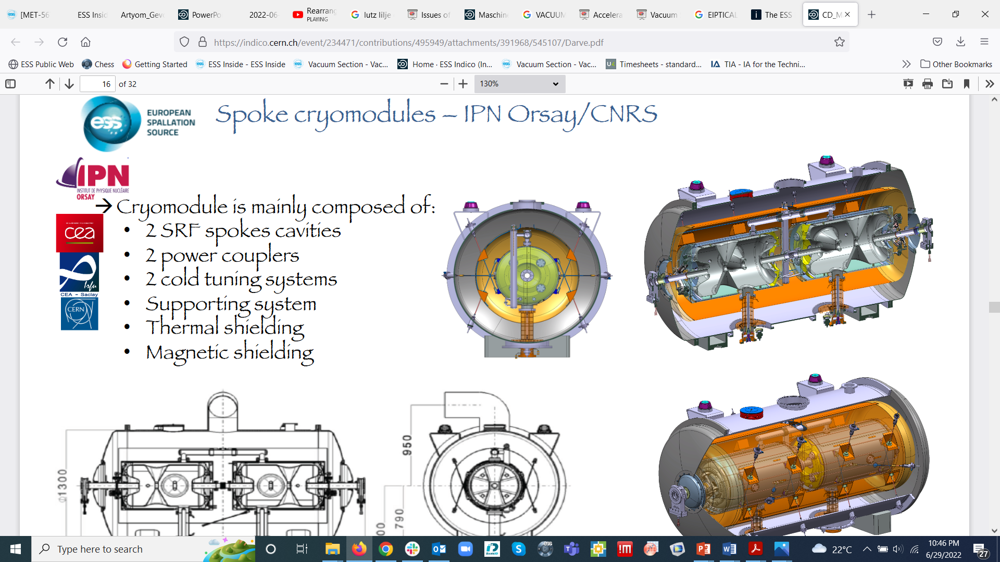 [MET-56
ESS Insid
Artyom_Gevo
PowerPo
2022-06
Rearrang
PLAYING
lutz lilje
Issues of
Maschin
VACUUM
Accelera
Vacuum
EIPTICAL
The ESS
CD_M
https://indico.cern.ch/event/234471/contributions/495949/attachments/391968/545107/Darve.pdf
ESS Public Web
Chess
Getting Started
ESS Inside - ESS Inside
Vacuum Section - Vac...
Home · ESS Indico (In...
Vacuum Section - Vac...
Timesheets - standard...
TIA - IA for the Techni...
Other Bookmarks
16 of 32
130%
ess
EUROPEAN
SPALLATION
SOURCE
Spoke cryomodules – IPN Orsay/CNRS
IPN
INSTITUT DE PHYSIQUE NUCLÉAIRE
ORSAY
→ Cryomodule is mainly composed of:
• 2 SRF spokes cavities
• 2 power couplers
• 2 cold tuning systems
• Supporting system
• Thermal shielding
• Magnetic shielding
cea
Irfu
CEA - Saclay
CERN
ϕ1300
950
790
00
Type here to search
22°C
10:46 PM
6/29/2022
27